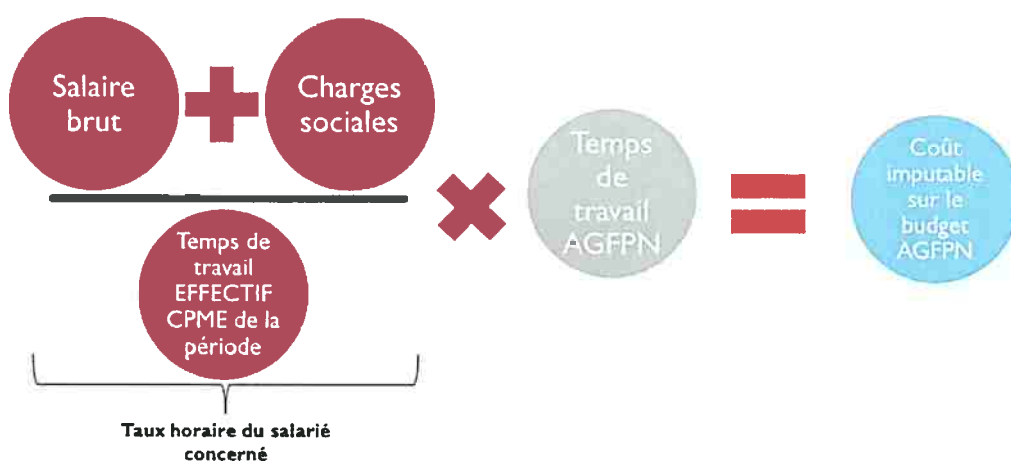 Salaire
brut
Charges
sociales
Temps
de
travail
AGFPN
Coût
imputable
sur le
budget
AGFPN
Temps de
travail
EFFECTIF
CPME de la
période
Taux horaire du salarié
concerné